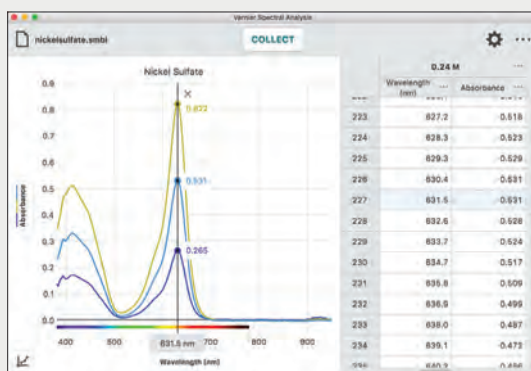 Vernier Spectral Analysis
nickelsulfate.smbl
COLLECT
Nickel Sulfate
0.9
0.8
0.7
0.6
0.5
0.4
0.3
0.2
0.1
0.0
Absorbance
0.822
0.531
0.265
400 500 600 700 800 900
631.5 nm
Wavelength (nm)
0.24 M
Wavelength (nm) Absorbance
223 627.2 0.518
224 628.3 0.523
225 629.3 0.529
226 630.4 0.531
227 631.5 0.531
228 632.6 0.528
229 633.7 0.524
230 634.7 0.517
231 635.8 0.509
232 636.9 0.499
233 638.0 0.487
234 639.1 0.472